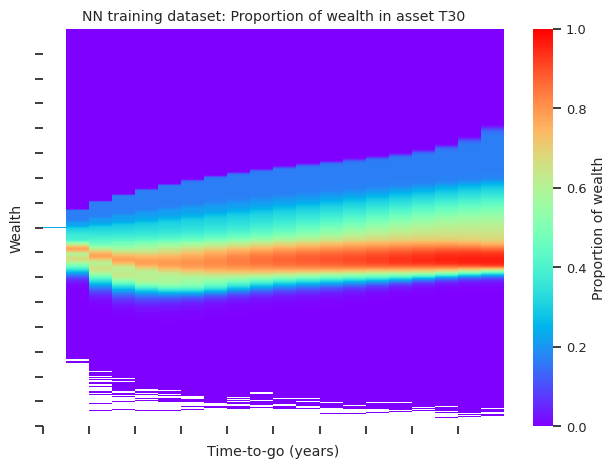 NN training dataset: Proportion of wealth in asset T30
Wealth
Time-to-go (years)
1.0
0.8
0.6
0.4
0.2
0.0
Proportion of wealth